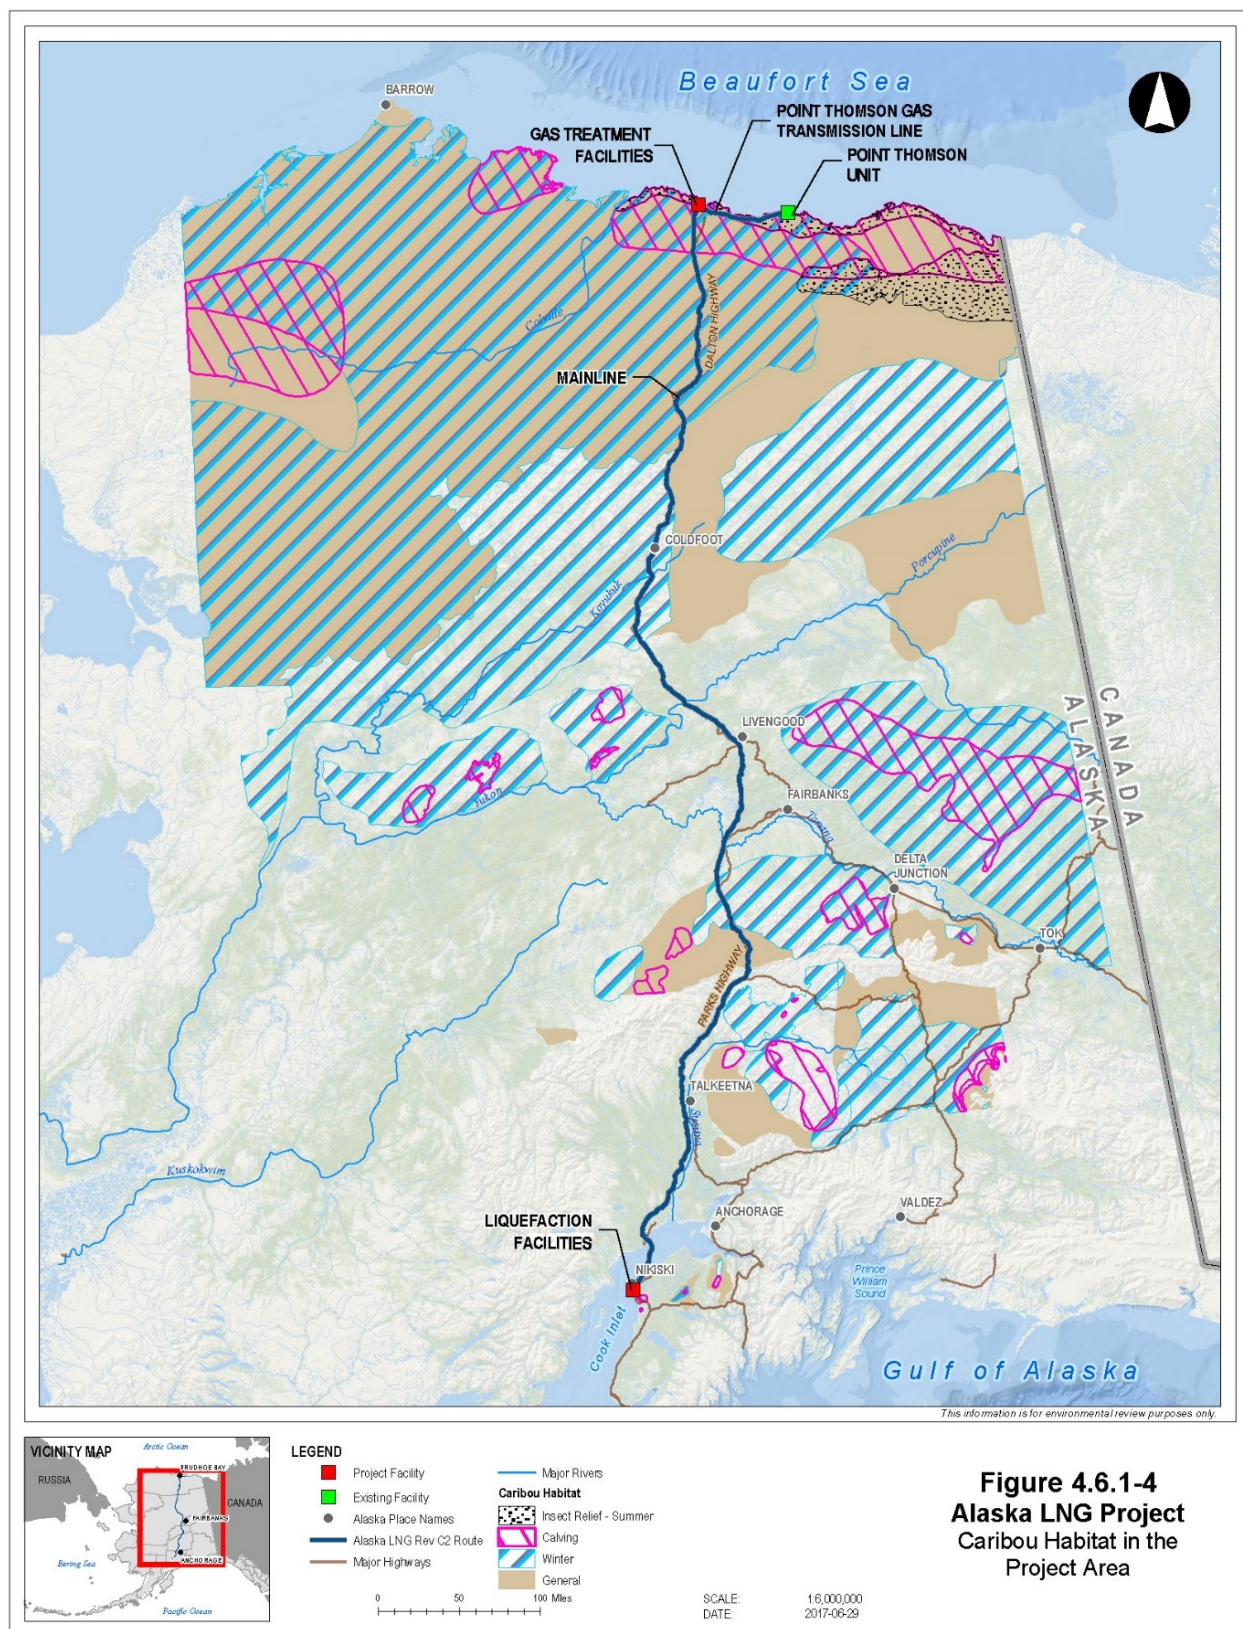 Beaufort Sea
BARROW
POINT THOMSON GAS
TRANSMISSION LINE
GAS TREATMENT
FACILITIES
POINT THOMSON
UNIT
DALTON HIGHWAY
Colville
MAINLINE
COLDFOOT
Porcupine
Koyukuk
CANADA
ALASKA
LIVENGOOD
FAIRBANKS
Yukon
Tanana
DELTA
JUNCTION
TOK
PARKS HIGHWAY
TALKEETNA
Susitna
Kuskokwim
VALDEZ
ANCHORAGE
LIQUEFACTION
FACILITIES
NIKISKI
Prince
William
Sound
Cook Inlet
Gulf of Alaska
This information is for environmental review purposes only.
VICINITY MAP
Arctic Ocean
PRUDHOE BAY
RUSSIA
CANADA
FAIRBANKS
ANCHORAGE
Bering Sea
Pacific Ocean
LEGEND
Project Facility
Existing Facility
Alaska Place Names
Alaska LNG Rev C2 Route
Major Highways
Major Rivers
Caribou Habitat
Insect Relief - Summer
Calving
Winter
General
0 50 100 Miles
SCALE: 1:6,000,000
DATE: 2017-06-29
Figure 4.6.1-4
Alaska LNG Project
Caribou Habitat in the
Project Area